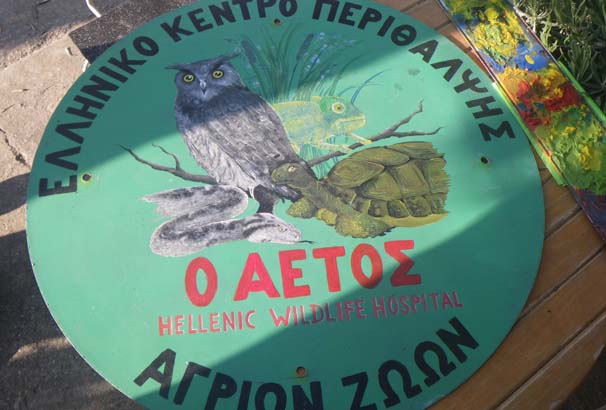 ΕΛΛΗΝΙΚΟ ΚΕΝΤΡΟ ΠΕΡΙΘΑΛΨΗΣ
Ο ΑΕΤΟΣ
HELLENIC WILDLIFE HOSPITAL
ΑΓΡΙΩΝ ΖΩΩΝ